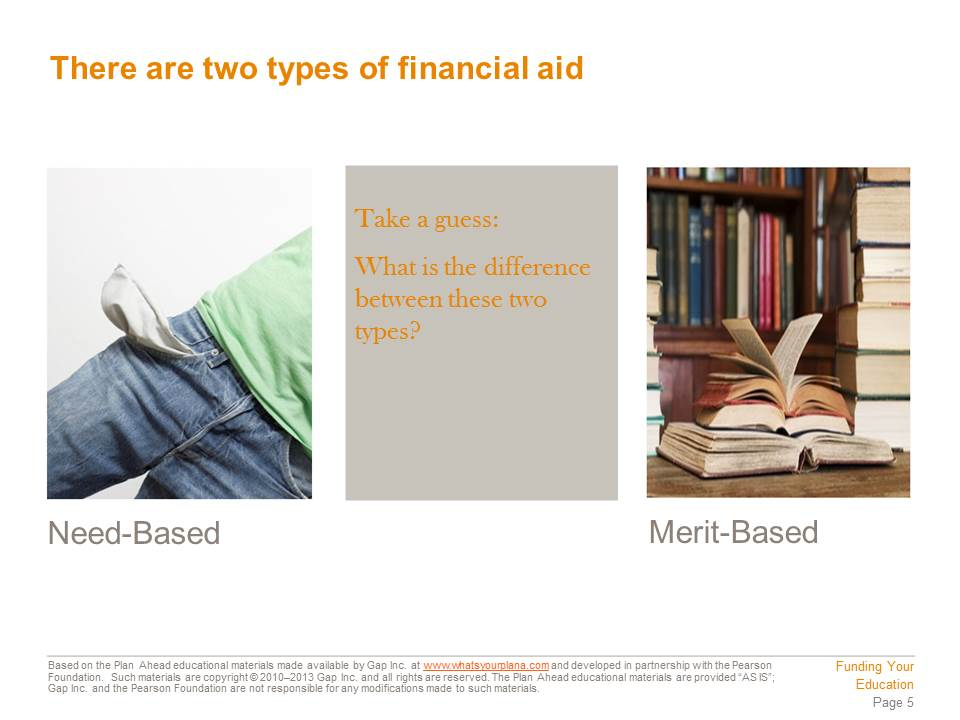 There are two types of financial aid
Take a guess:
What is the difference
between these two
types?
Need-Based
Merit-Based
Based on the Plan Ahead educational materials made available by Gap Inc. at www.whatsyourplana.com and developed in partnership with the Pearson
Foundation. Such materials are copyright © 2010–2013 Gap Inc. and all rights are reserved. The Plan Ahead educational materials are provided “AS IS”;
Gap Inc. and the Pearson Foundation are not responsible for any modifications made to such materials.
Funding Your
Education
Page 5